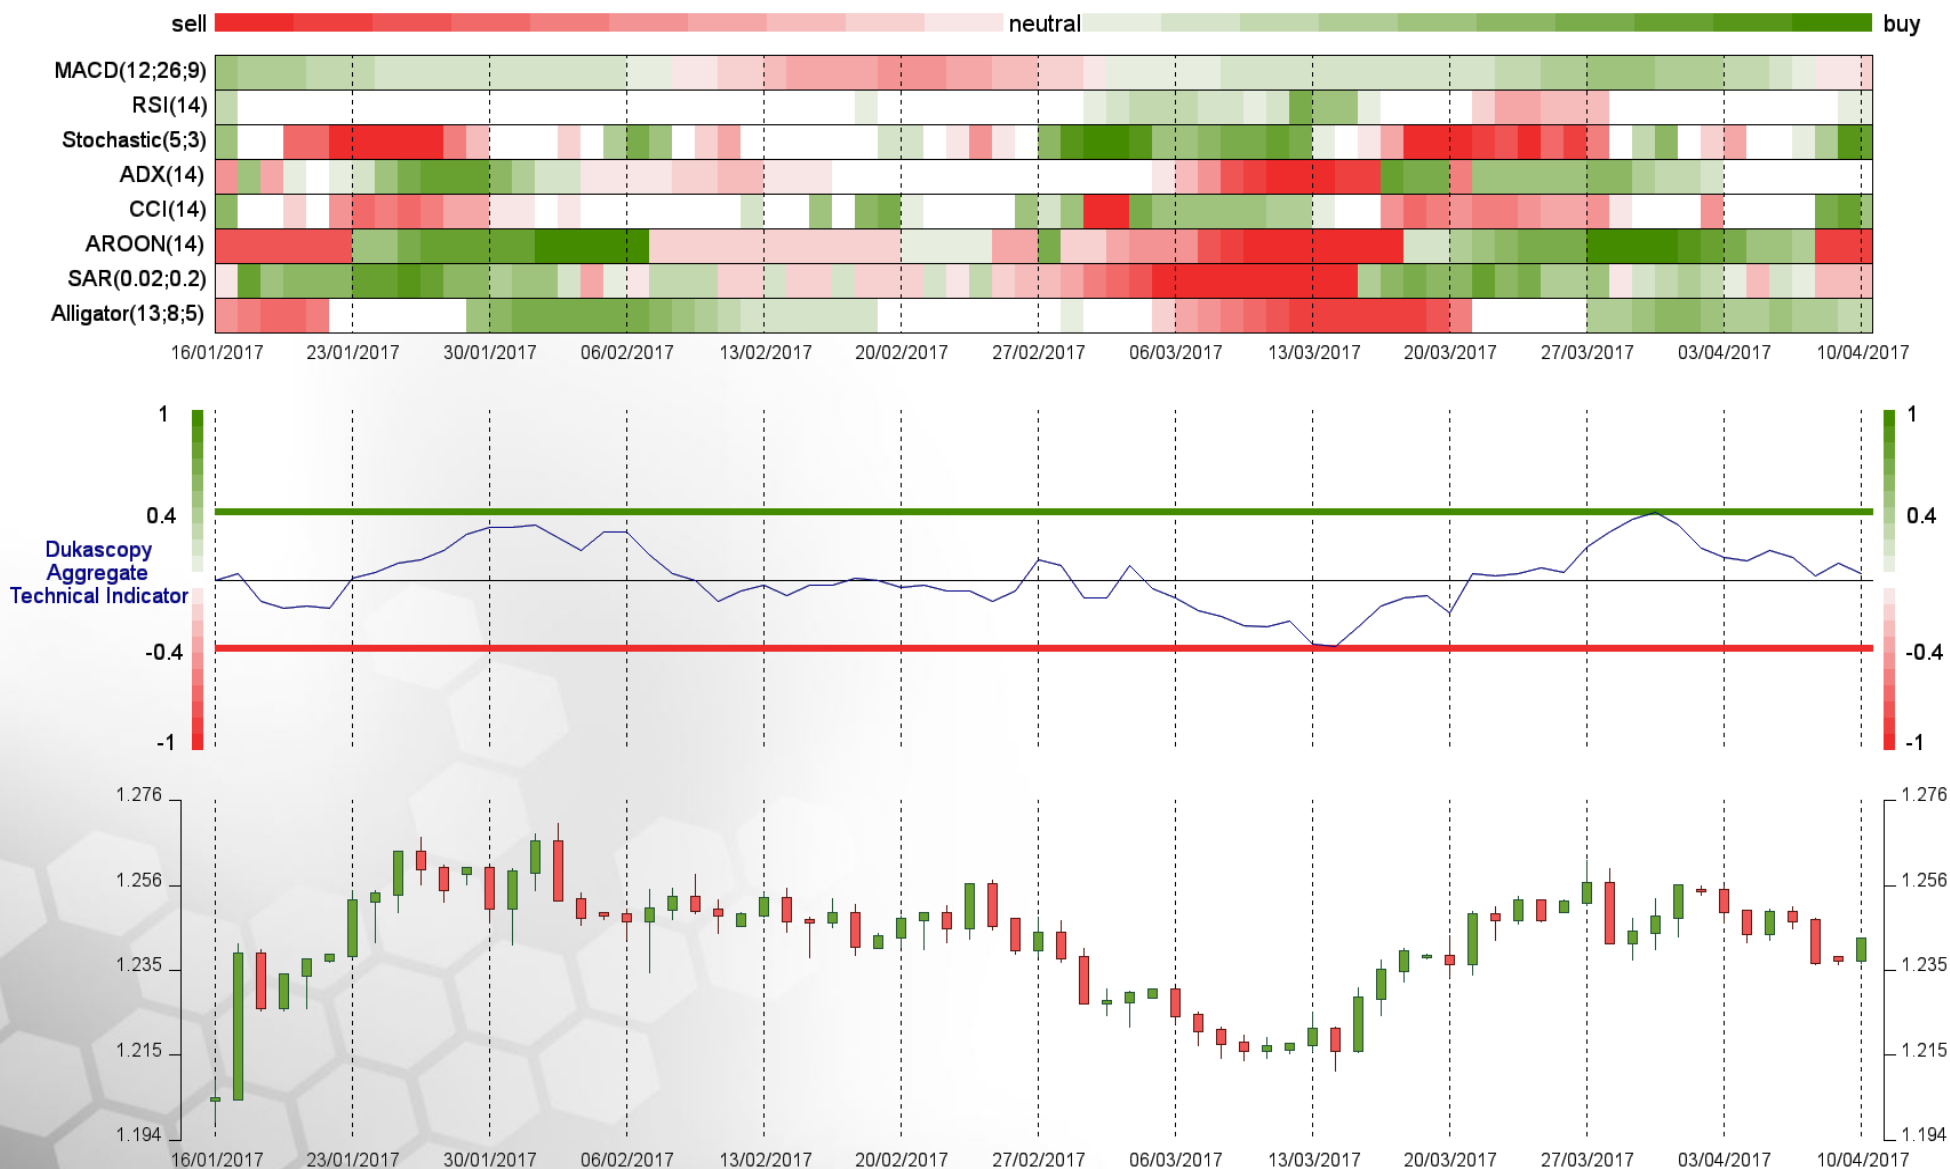 sell neutral buy
MACD(12;26;9)
RSI(14)
Stochastic(5;3)
ADX(14)
CCI(14)
AROON(14)
SAR(0.02;0.2)
Alligator(13;8;5)
16/01/2017 23/01/2017 30/01/2017 06/02/2017 13/02/2017 20/02/2017 27/02/2017 06/03/2017 13/03/2017 20/03/2017 27/03/2017 03/04/2017 10/04/2017
1 1
0.4 0.4
Dukascopy
Aggregate
Technical Indicator
-0.4 -0.4
-1 -1
1.276 1.276
1.256 1.256
1.235 1.235
1.215 1.215
1.194 1.194
16/01/2017 23/01/2017 30/01/2017 06/02/2017 13/02/2017 20/02/2017 27/02/2017 06/03/2017 13/03/2017 20/03/2017 27/03/2017 03/04/2017 10/04/2017